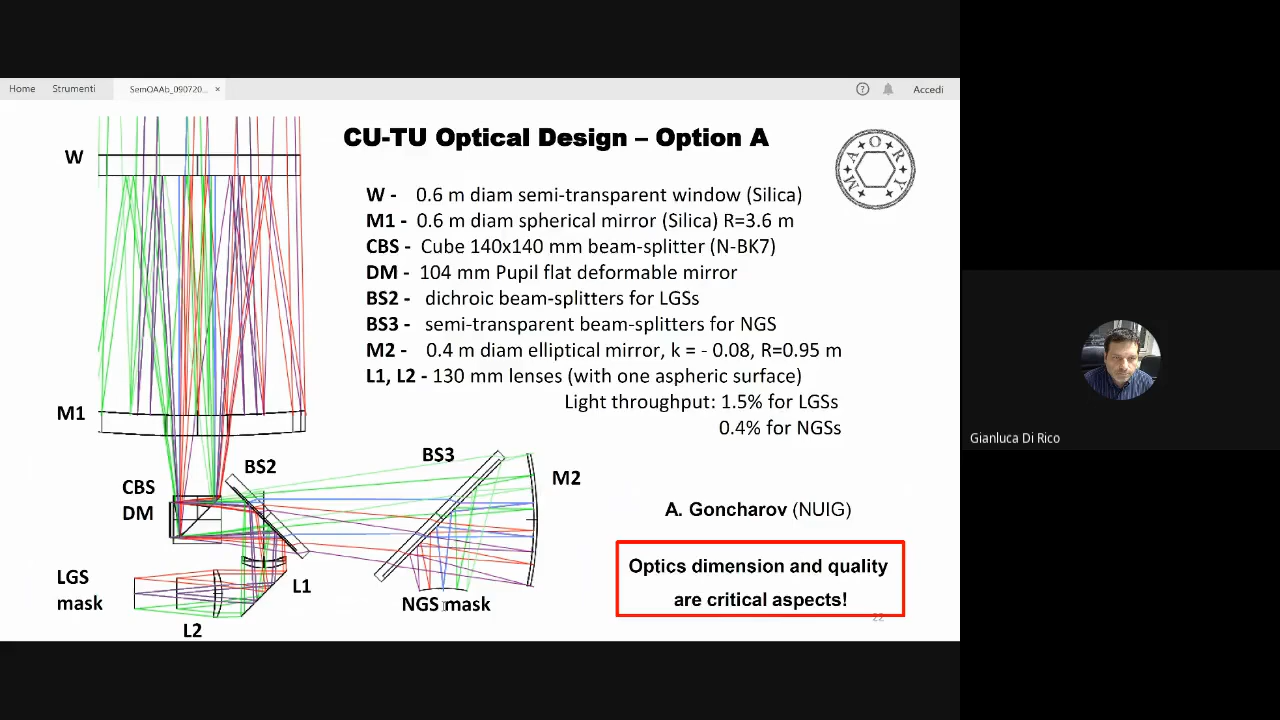 Home Strumenti SemOAAb_090720... × ? Accedi
CU-TU Optical Design – Option A
MAORY
W
W - 0.6 m diam semi-transparent window (Silica)
M1 - 0.6 m diam spherical mirror (Silica) R=3.6 m
CBS - Cube 140x140 mm beam-splitter (N-BK7)
DM - 104 mm Pupil flat deformable mirror
BS2 - dichroic beam-splitters for LGSs
BS3 - semi-transparent beam-splitters for NGS
M2 - 0.4 m diam elliptical mirror, k = - 0.08, R=0.95 m
L1, L2 - 130 mm lenses (with one aspheric surface)
Light throughput: 1.5% for LGSs
0.4% for NGSs
M1
BS2
BS3
M2
CBS
DM
LGS
mask
L1
L2
NGS mask
A. Goncharov (NUIG)
Optics dimension and quality
are critical aspects!
22
Gianluca Di Rico